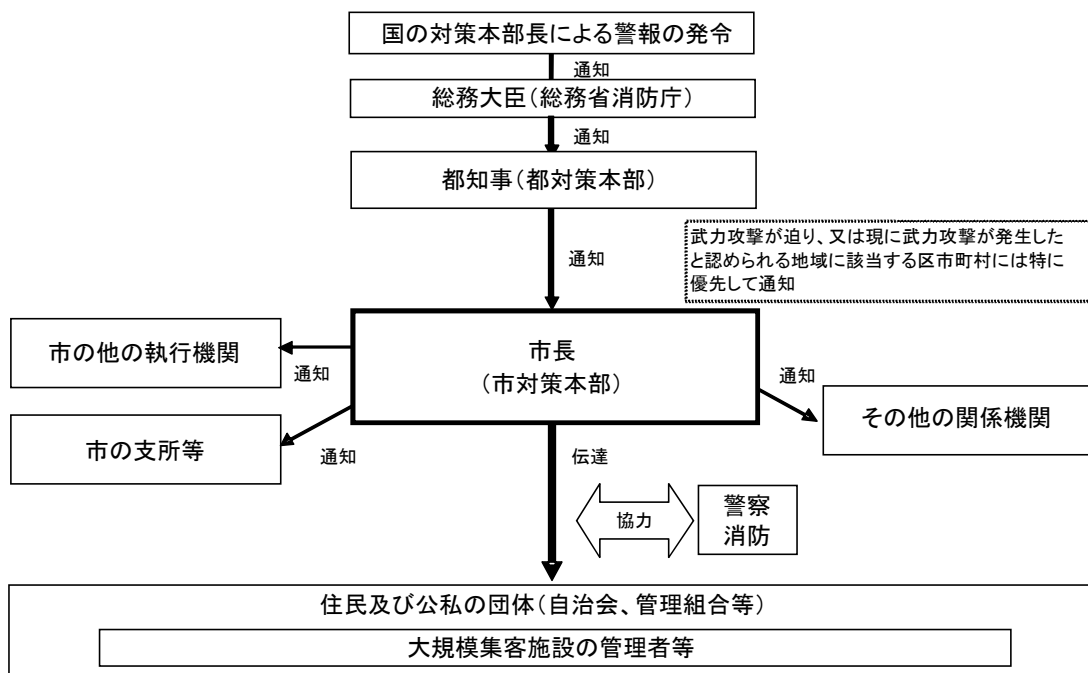 国の対策本部長による警報の発令
通知
総務大臣(総務省消防庁)
通知
都知事(都対策本部)
通知
武力攻撃が迫り、又は現に武力攻撃が発生した
と認められる地域に該当する区市町村には特に
優先して通知
市の他の執行機関
通知
市長
(市対策本部)
通知
その他の関係機関
市の支所等
通知
伝達
協力
警察
消防
住民及び公私の団体(自治会、管理組合等)
大規模集客施設の管理者等